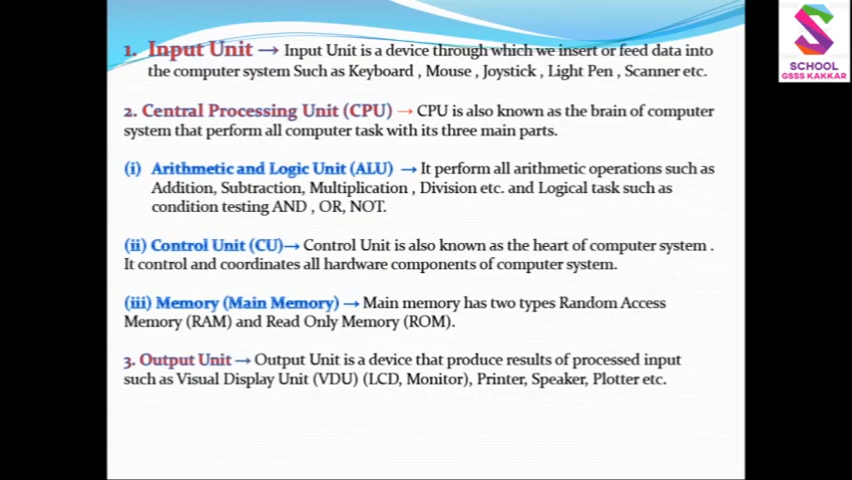 1. Input Unit → Input Unit is a device through which we insert or feed data into
the computer system Such as Keyboard , Mouse , Joystick , Light Pen , Scanner etc.
2. Central Processing Unit (CPU) → CPU is also known as the brain of computer
system that perform all computer task with its three main parts.
(i) Arithmetic and Logic Unit (ALU) → It perform all arithmetic operations such as
Addition, Subtraction, Multiplication , Division etc. and Logical task such as
condition testing AND , OR, NOT.
(ii) Control Unit (CU)→ Control Unit is also known as the heart of computer system .
It control and coordinates all hardware components of computer system.
(iii) Memory (Main Memory) → Main memory has two types Random Access
Memory (RAM) and Read Only Memory (ROM).
3. Output Unit → Output Unit is a device that produce results of processed input
such as Visual Display Unit (VDU) (LCD, Monitor), Printer, Speaker, Plotter etc.
SCHOOL
GSSS KAKKAR